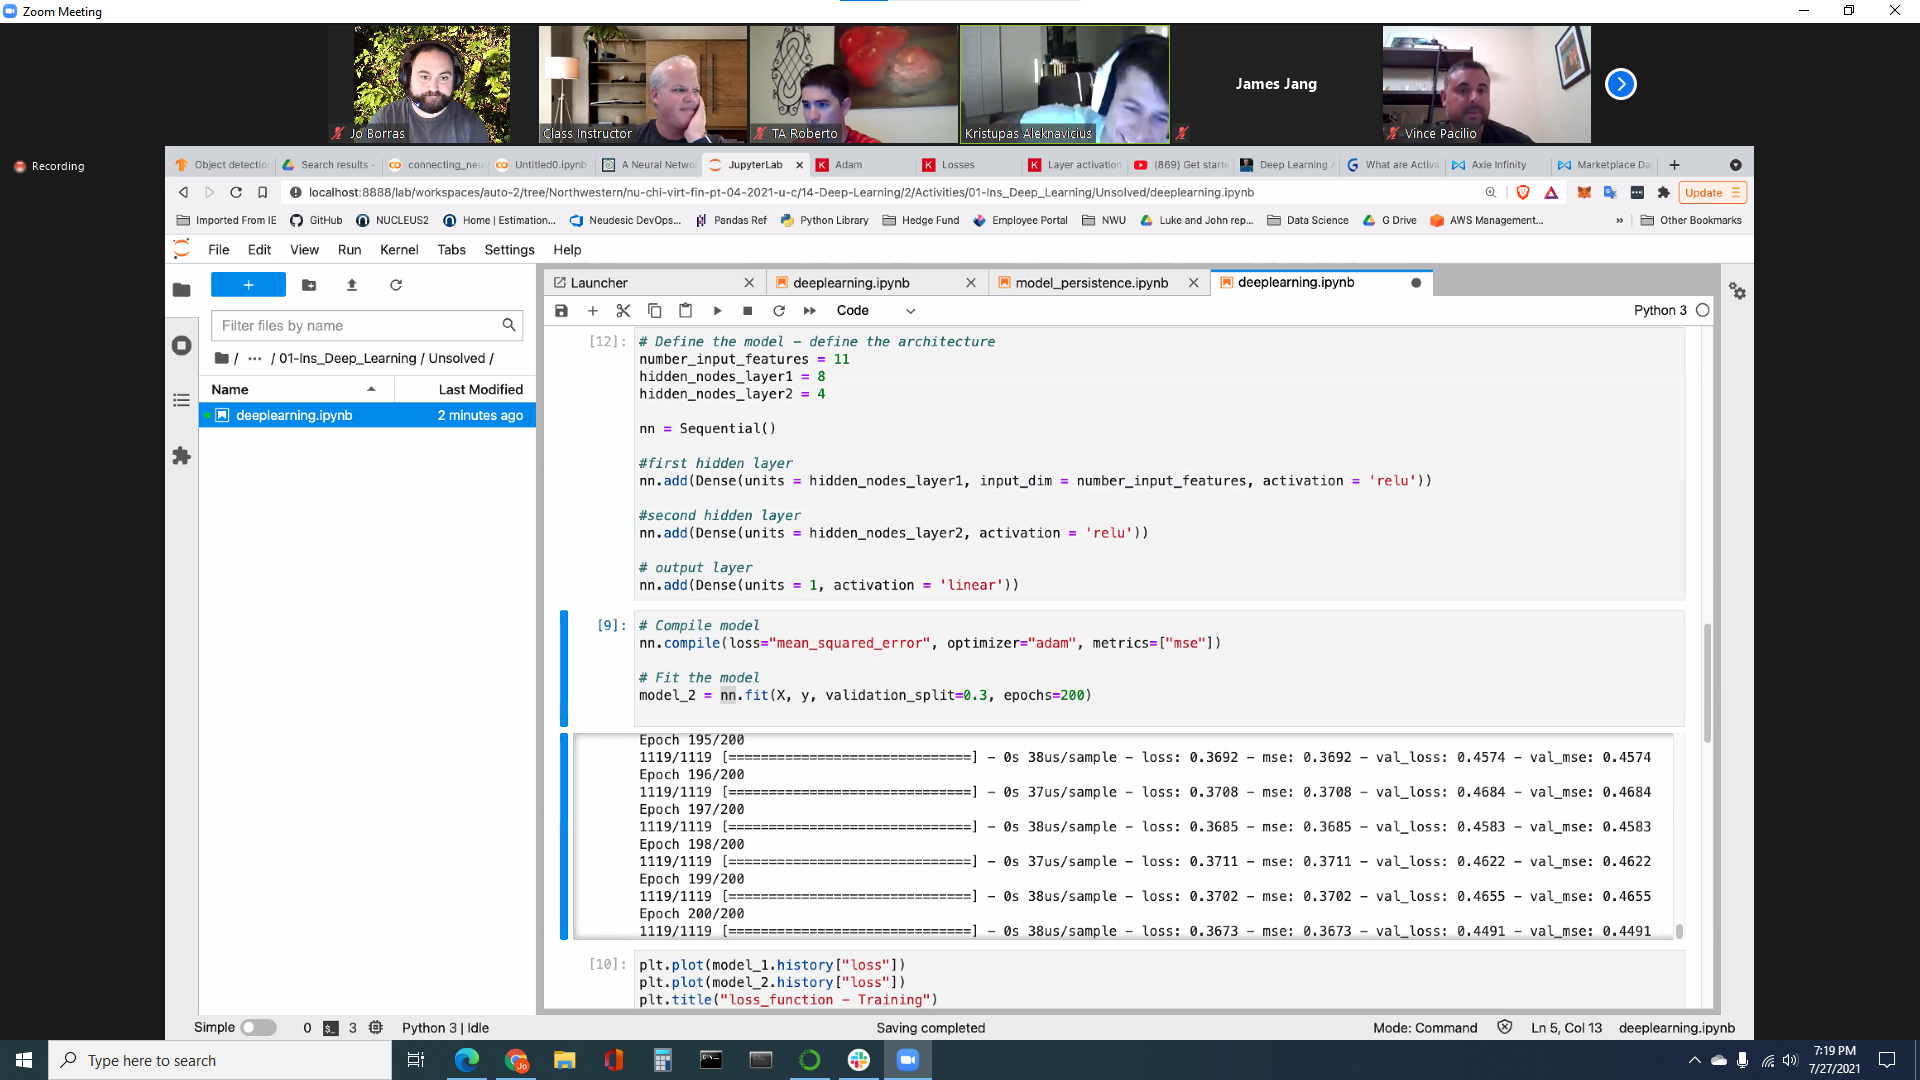 Zoom Meeting
Jo Borras
Class Instructor
TA Roberto
Kristupas Aleknavicius
James Jang
Vince Pacilio
Recording
Object detectio
Search results -
connecting_neu
Untitled0.ipynb
A Neural Netwo
JupyterLab
Adam
Losses
Layer activation
(869) Get starte
Deep Learning
What are Activa
Axie Infinity
Marketplace Da
localhost:8888/lab/workspaces/auto-2/tree/Northwestern/nu-chi-virt-fin-pt-04-2021-u-c/14-Deep-Learning/2/Activities/01-Ins_Deep_Learning/Unsolved/deeplearning.ipynb
Update
Imported From IE
GitHub
NUCLEUS2
Home | Estimation...
Neudesic DevOps...
Pandas Ref
Python Library
Hedge Fund
Employee Portal
NWU
Luke and John rep...
Data Science
G Drive
AWS Management...
»
Other Bookmarks
File Edit View Run Kernel Tabs Settings Help
+
Filter files by name
/ ··· / 01-Ins_Deep_Learning / Unsolved /
Name Last Modified
deeplearning.ipynb 2 minutes ago
Launcher
deeplearning.ipynb
model_persistence.ipynb
deeplearning.ipynb
Code
Python 3
[12]: # Define the model – define the architecture
number_input_features = 11
hidden_nodes_layer1 = 8
hidden_nodes_layer2 = 4
nn = Sequential()
#first hidden layer
nn.add(Dense(units = hidden_nodes_layer1, input_dim = number_input_features, activation = 'relu'))
#second hidden layer
nn.add(Dense(units = hidden_nodes_layer2, activation = 'relu'))
# output layer
nn.add(Dense(units = 1, activation = 'linear'))
[9]: # Compile model
nn.compile(loss="mean_squared_error", optimizer="adam", metrics=["mse"])
# Fit the model
model_2 = nn.fit(X, y, validation_split=0.3, epochs=200)
Epoch 195/200
1119/1119 [==============================] – 0s 38us/sample – loss: 0.3692 – mse: 0.3692 – val_loss: 0.4574 – val_mse: 0.4574
Epoch 196/200
1119/1119 [==============================] – 0s 37us/sample – loss: 0.3708 – mse: 0.3708 – val_loss: 0.4684 – val_mse: 0.4684
Epoch 197/200
1119/1119 [==============================] – 0s 38us/sample – loss: 0.3685 – mse: 0.3685 – val_loss: 0.4583 – val_mse: 0.4583
Epoch 198/200
1119/1119 [==============================] – 0s 37us/sample – loss: 0.3711 – mse: 0.3711 – val_loss: 0.4622 – val_mse: 0.4622
Epoch 199/200
1119/1119 [==============================] – 0s 38us/sample – loss: 0.3702 – mse: 0.3702 – val_loss: 0.4655 – val_mse: 0.4655
Epoch 200/200
1119/1119 [==============================] – 0s 38us/sample – loss: 0.3673 – mse: 0.3673 – val_loss: 0.4491 – val_mse: 0.4491
[10]: plt.plot(model_1.history["loss"])
plt.plot(model_2.history["loss"])
plt.title("loss_function – Training")
Simple 0 3 Python 3 | Idle Saving completed Mode: Command Ln 5, Col 13 deeplearning.ipynb
Type here to search
7:19 PM
7/27/2021